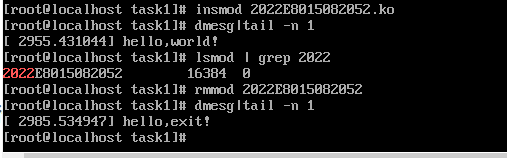 [root@localhost task1]# insmod 2022E8015082052.ko
[root@localhost task1]# dmesg|tail -n 1
[ 2955.431044] hello,world!
[root@localhost task1]# lsmod | grep 2022
2022E8015082052 16384 0
[root@localhost task1]# rmmod 2022E8015082052
[root@localhost task1]# dmesg|tail -n 1
[ 2985.534947] hello,exit!
[root@localhost task1]#